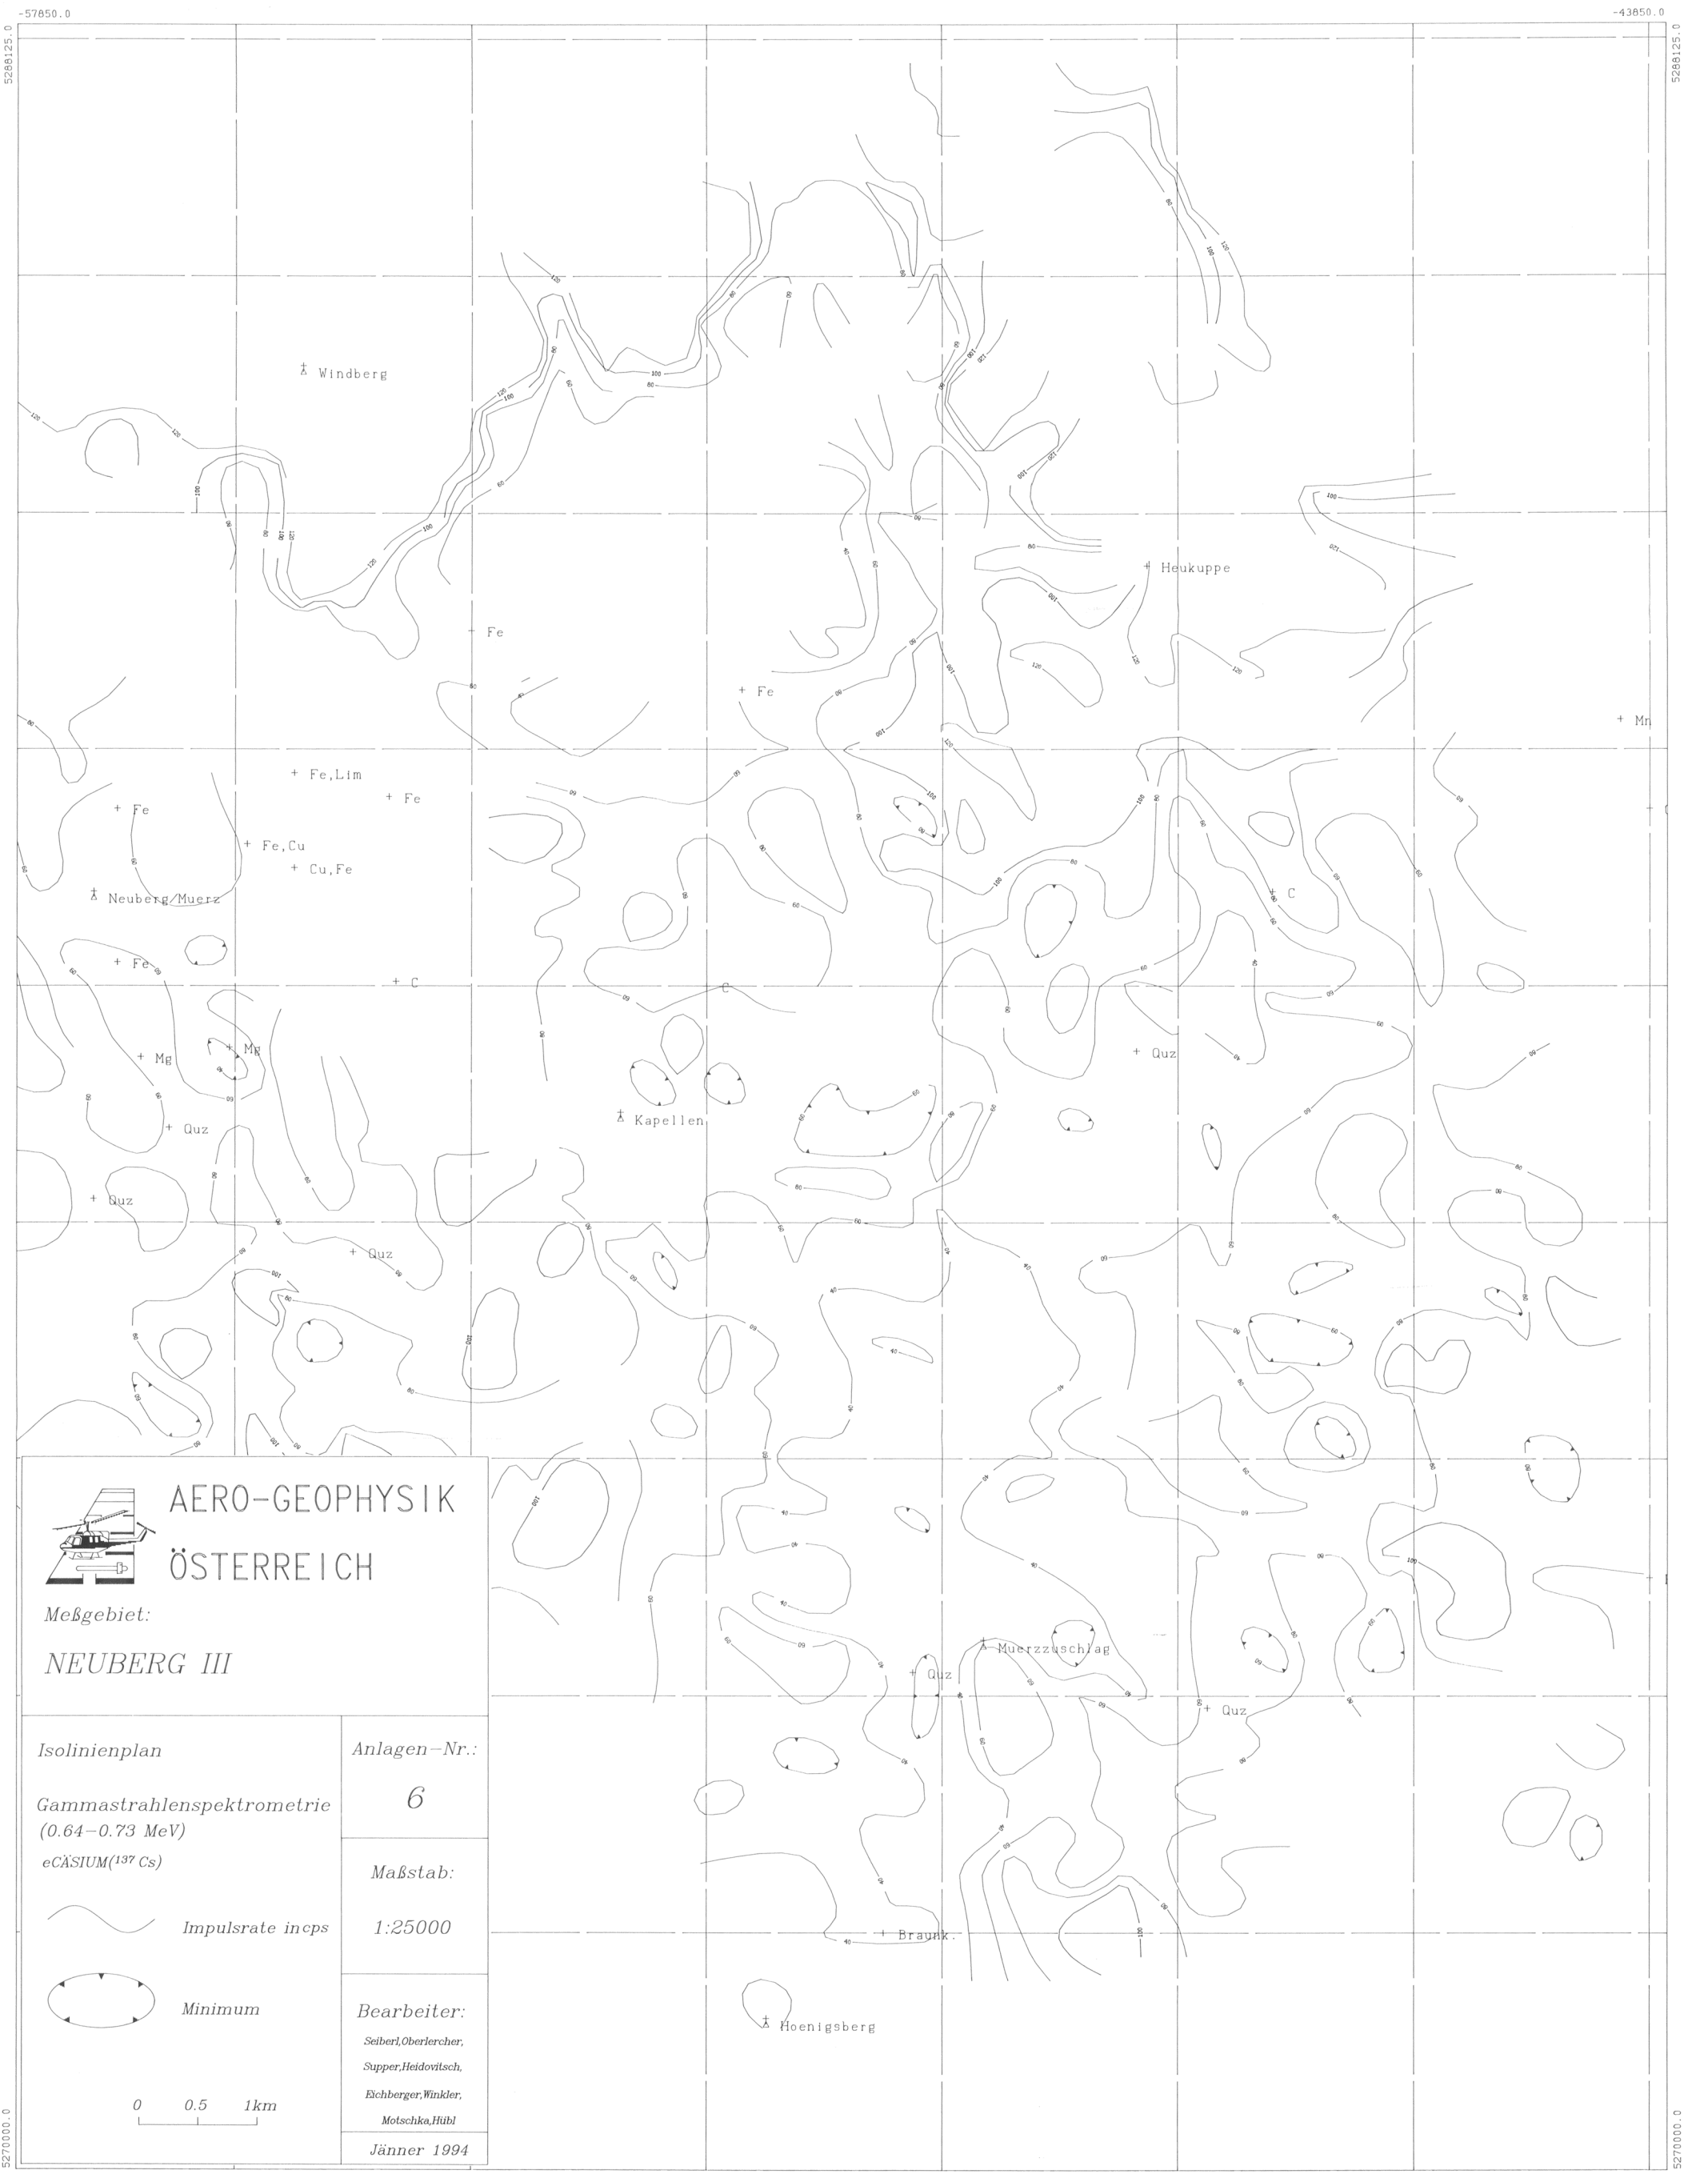 -57850.0
-43850.0
5288125.0
5288125.0
Windberg
Heukuppe
Fe
Fe
Mn
Fe,Lim
Fe
Fe
Fe,Cu
Cu,Fe
C
Neuberg/Muerz
Fe
C
C
Mg
Mg
Quz
Kapellen
Quz
Quz
Quz
Muerzzuschlag
Quz
Quz
Braunk.
Hoenigsberg
AERO-GEOPHYSIK
ÖSTERREICH
Meßgebiet:
NEUBERG III
Isolinienplan
Gammastrahlenspektrometrie
(0.64-0.73 MeV)
eCÄSIUM(¹³⁷ Cs)
Impulsrate in cps
Minimum
0 0.5 1km
Anlagen-Nr.:
6
Maßstab:
1:25000
Bearbeiter:
Seiberl,Oberlercher,
Supper,Heidovitsch,
Eichberger,Winkler,
Motschka,Hübl
Jänner 1994
5270000.0
5270000.0